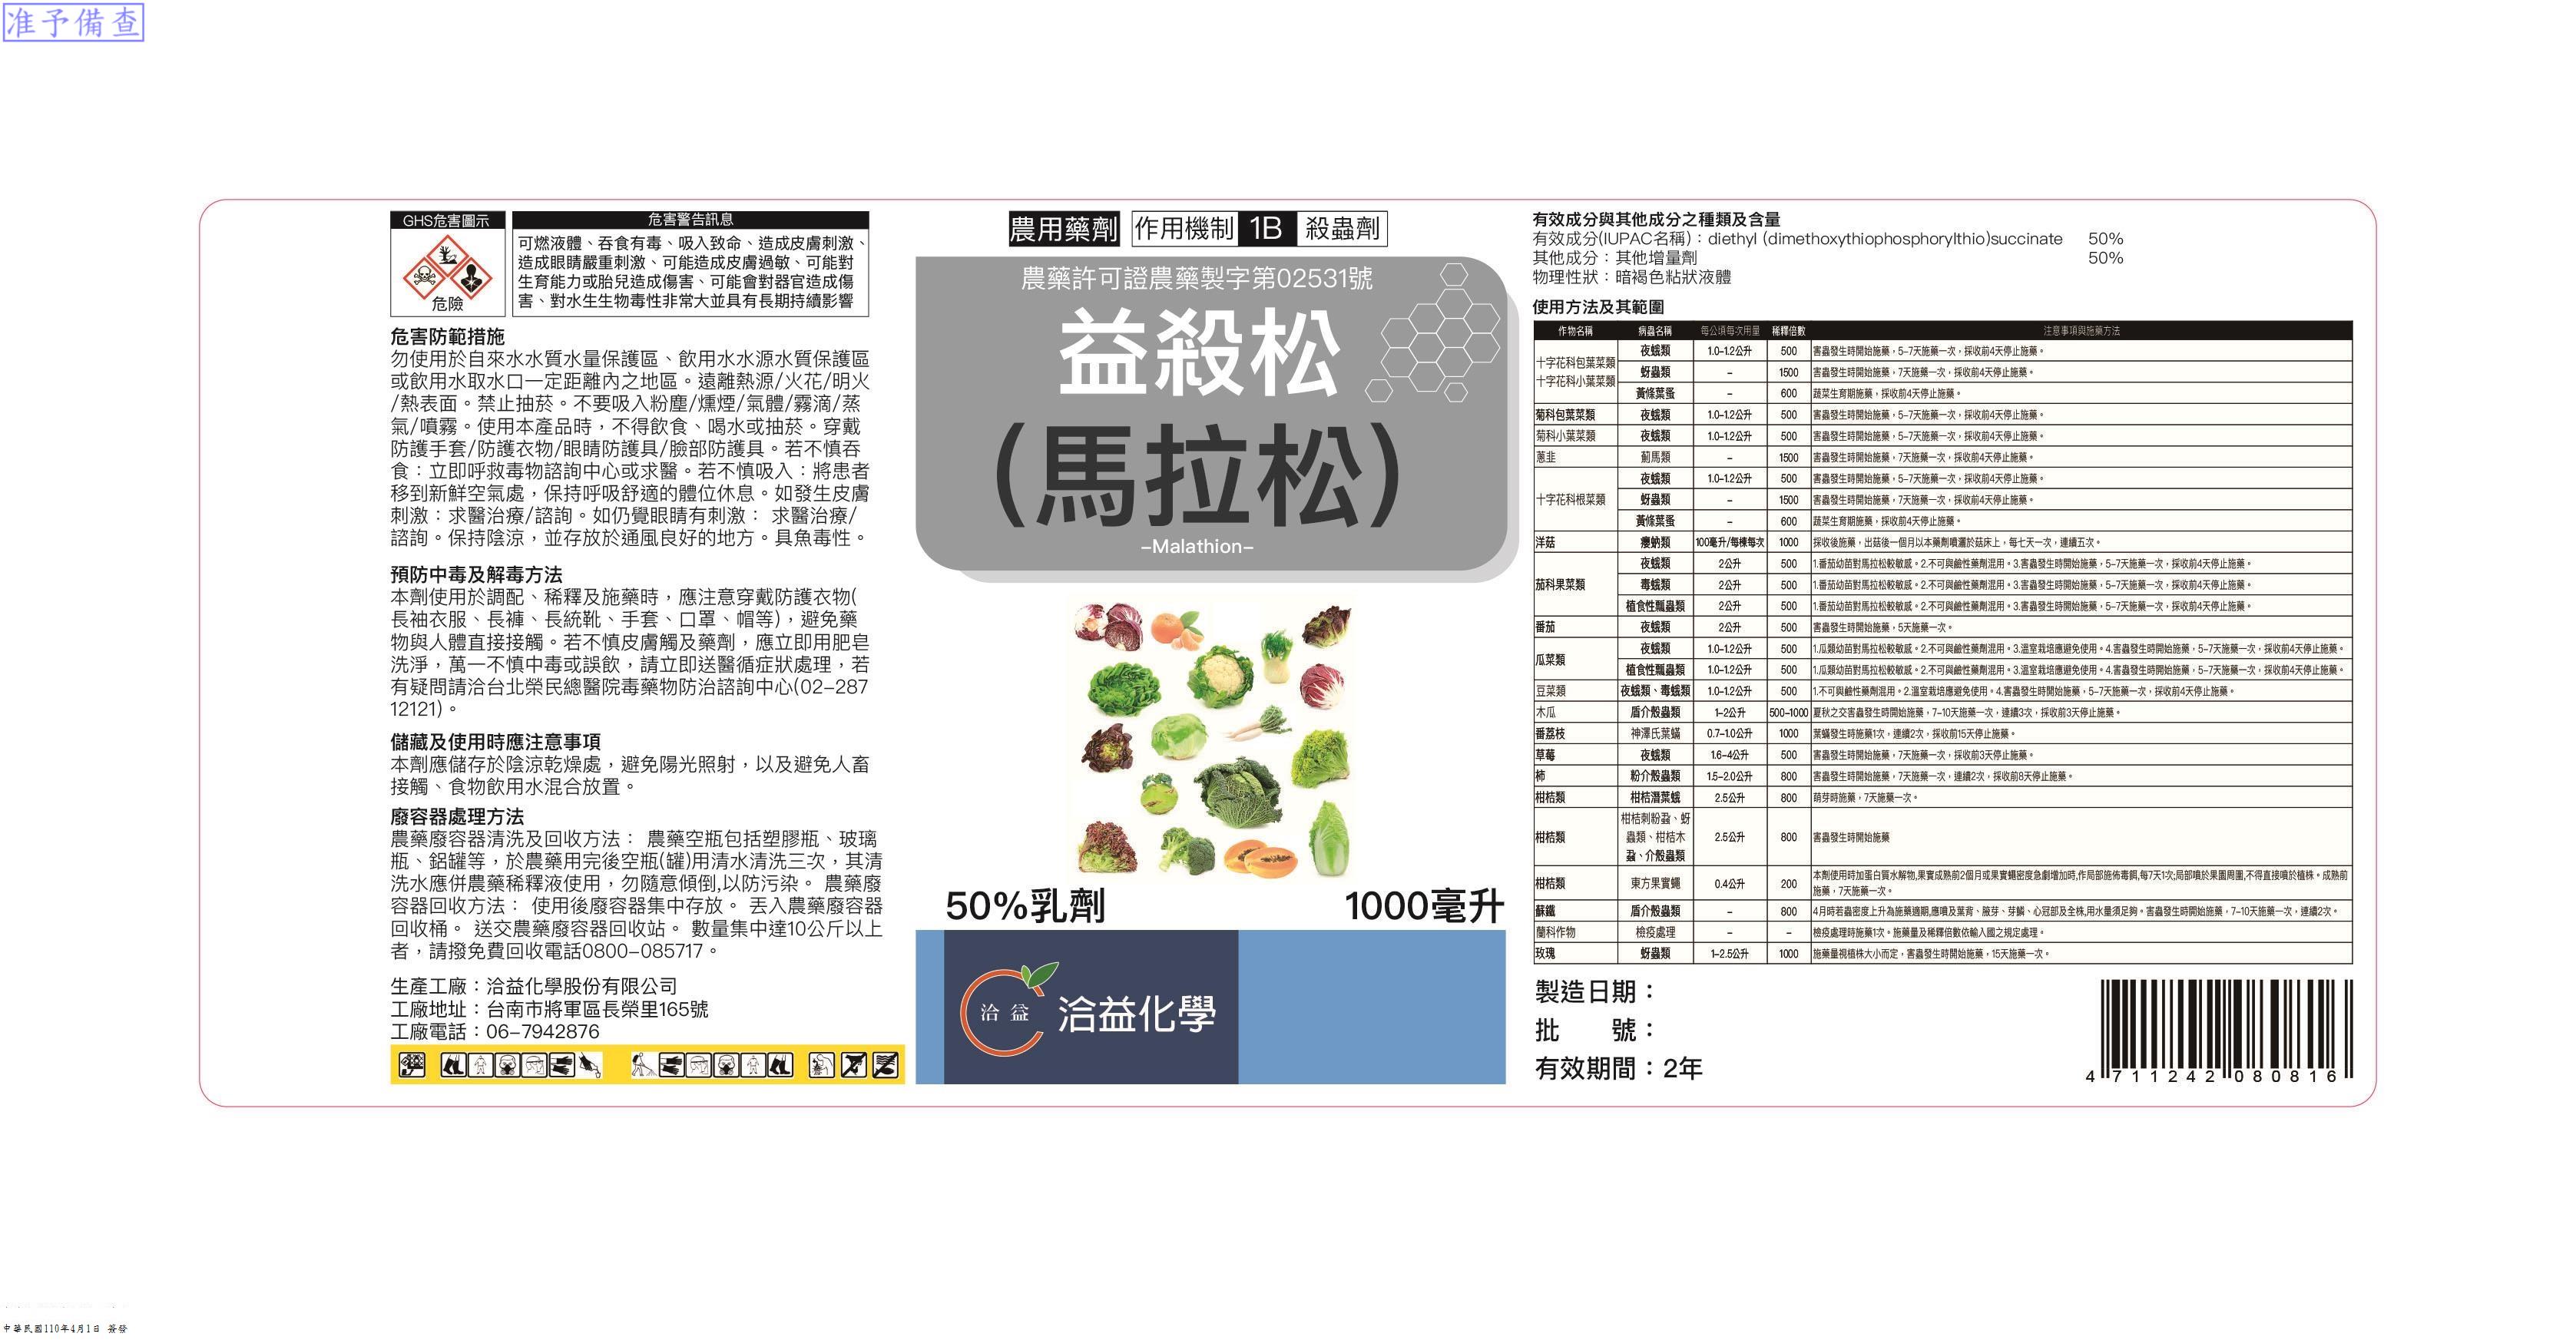 准予備查
GHS危害圖示
危險
危害警告訊息
可燃液體、吞食有毒、吸入致命、造成皮膚刺激、
造成眼睛嚴重刺激、可能造成皮膚過敏、可能對
生育能力或胎兒造成傷害、可能會對器官造成傷
害、對水生生物毒性非常大並具有長期持續影響
危害防範措施
勿使用於自來水水質水量保護區、飲用水水源水質保護區
或飲用水取水口一定距離內之地區。遠離熱源/火花/明火
/熱表面。禁止抽菸。不要吸入粉塵/燻煙/氣體/霧滴/蒸
氣/噴霧。使用本產品時，不得飲食、喝水或抽菸。穿戴
防護手套/防護衣物/眼睛防護具/臉部防護具。若不慎吞
食：立即呼救毒物諮詢中心或求醫。若不慎吸入：將患者
移到新鮮空氣處，保持呼吸舒適的體位休息。如發生皮膚
刺激：求醫治療/諮詢。如仍覺眼睛有刺激： 求醫治療/
諮詢。保持陰涼，並存放於通風良好的地方。具魚毒性。
預防中毒及解毒方法
本劑使用於調配、稀釋及施藥時，應注意穿戴防護衣物(
長袖衣服、長褲、長統靴、手套、口罩、帽等)，避免藥
物與人體直接接觸。若不慎皮膚觸及藥劑，應立即用肥皂
洗淨，萬一不慎中毒或誤飲，請立即送醫循症狀處理，若
有疑問請洽台北榮民總醫院毒藥物防治諮詢中心(02-287
12121)。
儲藏及使用時應注意事項
本劑應儲存於陰涼乾燥處，避免陽光照射，以及避免人畜
接觸、食物飲用水混合放置。
廢容器處理方法
農藥廢容器清洗及回收方法： 農藥空瓶包括塑膠瓶、玻璃
瓶、鋁罐等，於農藥用完後空瓶(罐)用清水清洗三次，其清
洗水應併農藥稀釋液使用，勿隨意傾倒,以防污染。 農藥廢
容器回收方法： 使用後廢容器集中存放。 丟入農藥廢容器
回收桶。 送交農藥廢容器回收站。 數量集中達10公斤以上
者，請撥免費回收電話0800-085717。
生產工廠：洽益化學股份有限公司
工廠地址：台南市將軍區長榮里165號
工廠電話：06-7942876
農用藥劑 作用機制 1B 殺蟲劑
農藥許可證農藥製字第02531號
益殺松
(馬拉松)
-Malathion-
50%乳劑 1000毫升
洽益 洽益化學
有效成分與其他成分之種類及含量
有效成分(IUPAC名稱)：diethyl (dimethoxythiophosphorylthio)succinate 50%
其他成分：其他增量劑 50%
物理性狀：暗褐色粘狀液體
使用方法及其範圍
作物名稱 病蟲名稱 每公頃每次用量 稀釋倍數 注意事項與施藥方法
十字花科包葉菜類
十字花科小葉菜類
夜蛾類 1.0-1.2公升 500 害蟲發生時開始施藥，5-7天施藥一次，採收前4天停止施藥。
蚜蟲類 - 1500 害蟲發生時開始施藥，7天施藥一次，採收前4天停止施藥。
黃條葉蚤 - 600 蔬菜生育期施藥，採收前4天停止施藥。
菊科包葉菜類 夜蛾類 1.0-1.2公升 500 害蟲發生時開始施藥，5-7天施藥一次，採收前4天停止施藥。
菊科小葉菜類 夜蛾類 1.0-1.2公升 500 害蟲發生時開始施藥，5-7天施藥一次，採收前4天停止施藥。
蔥韭 薊馬類 - 1500 害蟲發生時開始施藥，7天施藥一次，採收前4天停止施藥。
十字花科根菜類 夜蛾類 1.0-1.2公升 500 害蟲發生時開始施藥，5-7天施藥一次，採收前4天停止施藥。
蚜蟲類 - 1500 害蟲發生時開始施藥，7天施藥一次，採收前4天停止施藥。
黃條葉蚤 - 600 蔬菜生育期施藥，採收前4天停止施藥。
洋菇 癭蚋類 100毫升/每棟每次 1000 採收後施藥，出菇後一個月以本藥劑噴灑於菇床上，每七天一次，連續五次。
茄科果菜類 夜蛾類 2公升 500 1.番茄幼苗對馬拉松較敏感。2.不可與鹼性藥劑混用。3.害蟲發生時開始施藥，5-7天施藥一次，採收前4天停止施藥。
毒蛾類 2公升 500 1.番茄幼苗對馬拉松較敏感。2.不可與鹼性藥劑混用。3.害蟲發生時開始施藥，5-7天施藥一次，採收前4天停止施藥。
植食性瓢蟲類 2公升 500 1.番茄幼苗對馬拉松較敏感。2.不可與鹼性藥劑混用。3.害蟲發生時開始施藥，5-7天施藥一次，採收前4天停止施藥。
番茄 夜蛾類 2公升 500 害蟲發生時開始施藥，5天施藥一次。
瓜菜類 夜蛾類 1.0-1.2公升 500 1.瓜類幼苗對馬拉松較敏感。2.不可與鹼性藥劑混用。3.溫室栽培應避免使用。4.害蟲發生時開始施藥，5-7天施藥一次，採收前4天停止施藥。
植食性瓢蟲類 1.0-1.2公升 500 1.瓜類幼苗對馬拉松較敏感。2.不可與鹼性藥劑混用。3.溫室栽培應避免使用。4.害蟲發生時開始施藥，5-7天施藥一次，採收前4天停止施藥。
豆菜類 夜蛾類、毒蛾類 1.0-1.2公升 500 1.不可與鹼性藥劑混用。2.溫室栽培應避免使用。4.害蟲發生時開始施藥，5-7天施藥一次，採收前4天停止施藥。
木瓜 盾介殼蟲類 1-2公升 500-1000 夏秋之交害蟲發生時開始施藥，7-10天施藥一次，連續3次，採收前3天停止施藥。
番荔枝 神澤氏葉蟎 0.7-1.0公升 1000 葉蟎發生時施藥1次，連續2次，採收前15天停止施藥。
草莓 夜蛾類 1.6-4公升 500 害蟲發生時開始施藥，7天施藥一次，採收前3天停止施藥。
柿 粉介殼蟲類 1.5-2.0公升 800 害蟲發生時開始施藥，7天施藥一次，連續2次，採收前8天停止施藥。
柑桔類 柑桔潛葉蛾 2.5公升 800 萌芽時施藥，7天施藥一次。
柑桔類 柑桔刺粉蝨、蚜
蟲類、柑桔木
蝨、介殼蟲類 2.5公升 800 害蟲發生時開始施藥
柑桔類 東方果實蠅 0.4公升 200 本劑使用時加蛋白質水解物,果實成熟前2個月或果實蠅密度急劇增加時,作局部施佈毒餌,每7天1次;局部噴於果園周圍,不得直接噴於植株。成熟前
施藥，7天施藥一次。
蘇鐵 盾介殼蟲類 - 800 4月時若蟲密度上升為施藥適期,應噴及葉背、腋芽、芽鱗、心冠部及全株,用水量須足夠。害蟲發生時開始施藥，7-10天施藥一次，連續2次。
蘭科作物 檢疫處理 - - 檢疫處理時施藥1次。施藥量及稀釋倍數依輸入國之規定處理。
玫瑰 蚜蟲類 1-2.5公升 1000 施藥量視植株大小而定，害蟲發生時開始施藥，15天施藥一次。
製造日期：
批　　號：
有效期間：2年
4 711242 080816
中華民國110年4月1日 簽發